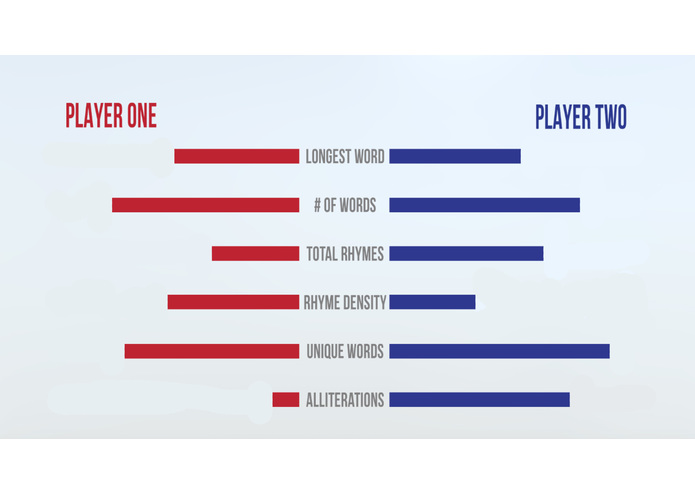 PLAYER ONE
PLAYER TWO
LONGEST WORD
# OF WORDS
TOTAL RHYMES
RHYME DENSITY
UNIQUE WORDS
ALLITERATIONS